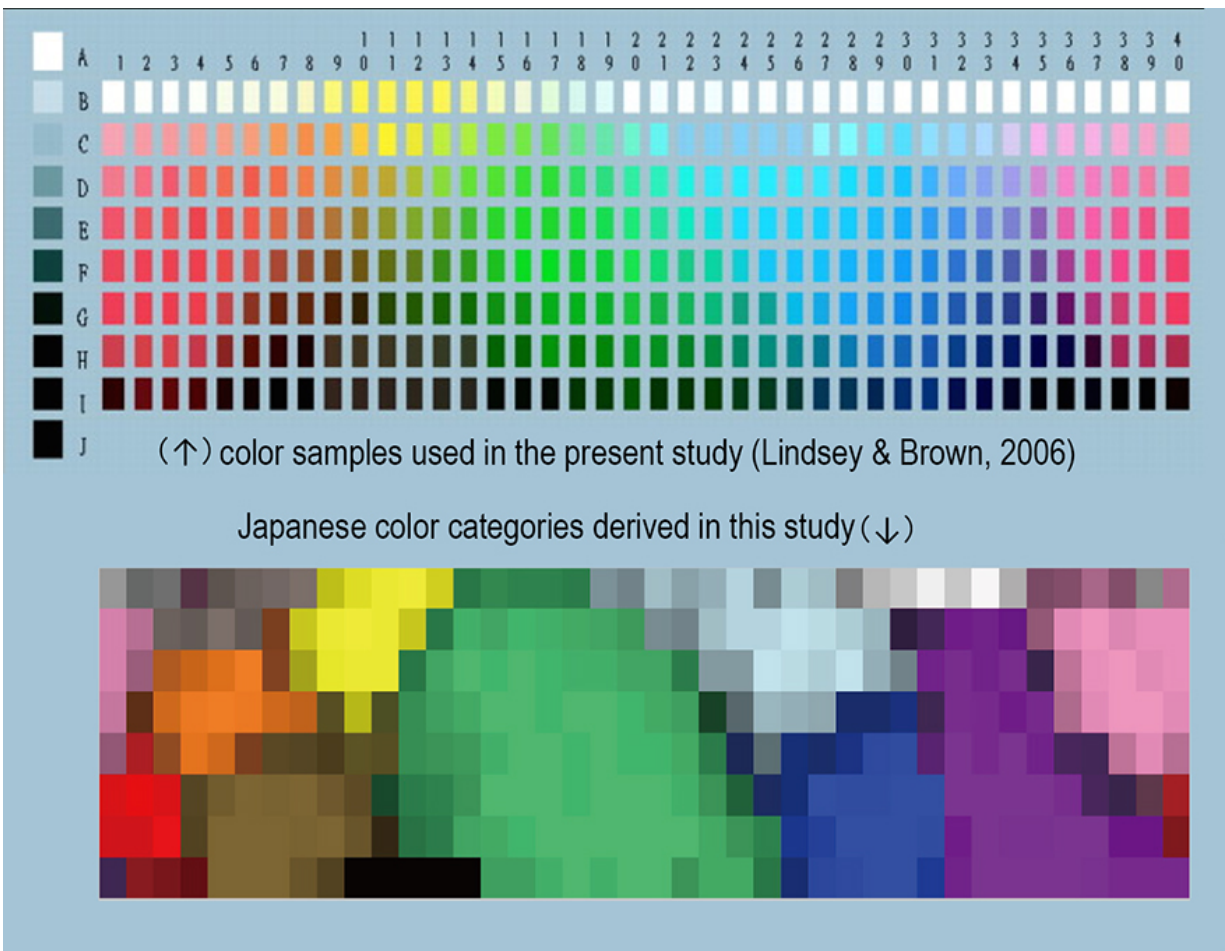 1 2 3 4 5 6 7 8 9 10 11 12 13 14 15 16 17 18 19 20 21 22 23 24 25 26 27 28 29 30 31 32 33 34 35 36 37 38 39 40
A
B
C
D
E
F
G
H
I
J
(↑) color samples used in the present study (Lindsey & Brown, 2006)
Japanese color categories derived in this study (↓)